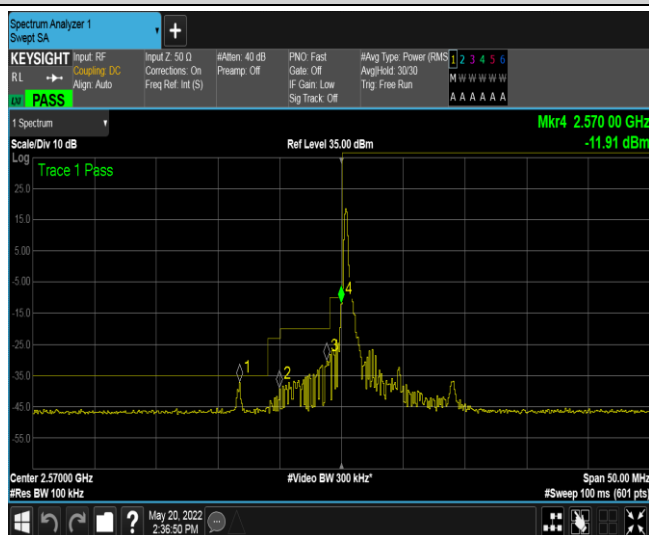 Spectrum Analyzer 1
Swept SA
+
KEYSIGHT
RL
Input: RF
Coupling: DC
Align: Auto
Input Z: 50 Ω
Corrections: On
Freq Ref: Int (S)
#Atten: 40 dB
Preamp: Off
PNO: Fast
Gate: Off
IF Gain: Low
Sig Track: Off
#Avg Type: Power (RMS
Avg|Hold: 30/30
Trig: Free Run
1 2 3 4 5 6
M W W W W W
A A A A A A
PASS
1 Spectrum
Mkr4 2.570 00 GHz
Scale/Div 10 dB
Ref Level 35.00 dBm
-11.91 dBm
Log
Trace 1 Pass
25.0
15.0
5.00
-5.00
4
-15.0
-25.0
3
1
2
-35.0
-45.0
-55.0
Center 2.57000 GHz
#Video BW 300 kHz*
Span 50.00 MHz
#Res BW 100 kHz
#Sweep 100 ms (601 pts)
?
May 20, 2022
2:36:50 PM